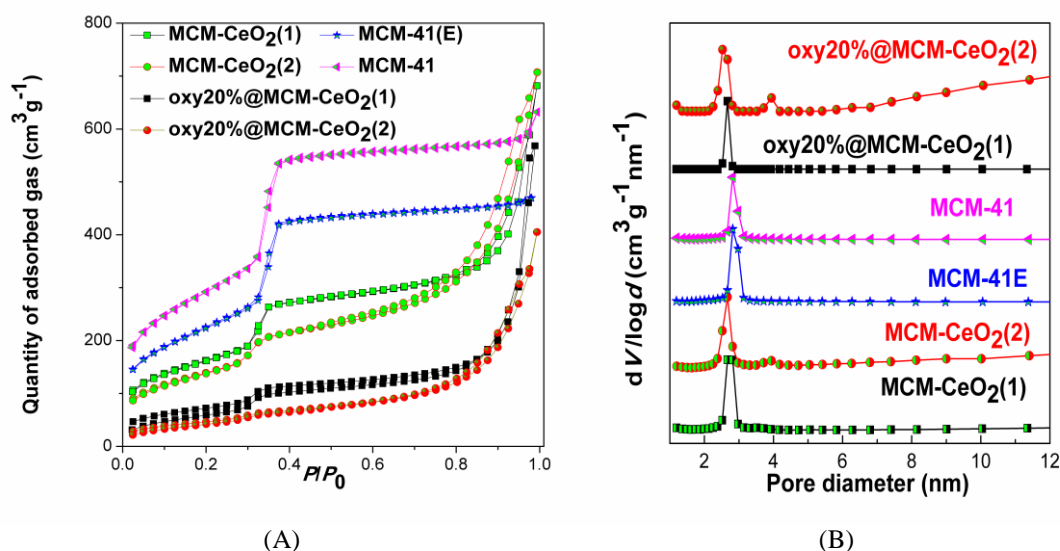 800
600
400
200
0
Quantity of adsorbed gas (cm³g⁻¹)
MCM-CeO₂(1)
MCM-41(E)
MCM-CeO₂(2)
MCM-41
oxy20%@MCM-CeO₂(1)
oxy20%@MCM-CeO₂(2)
0.0 0.2 0.4 0.6 0.8 1.0
P/P₀
(A)
B)
d V/logd (cm³g⁻¹ nm⁻¹)
oxy20%@MCM-CeO₂(2)
oxy20%@MCM-CeO₂(1)
MCM-41
MCM-41E
MCM-CeO₂(2)
MCM-CeO₂(1)
2 4 6 8 10 12
Pore diameter (nm)
(B)